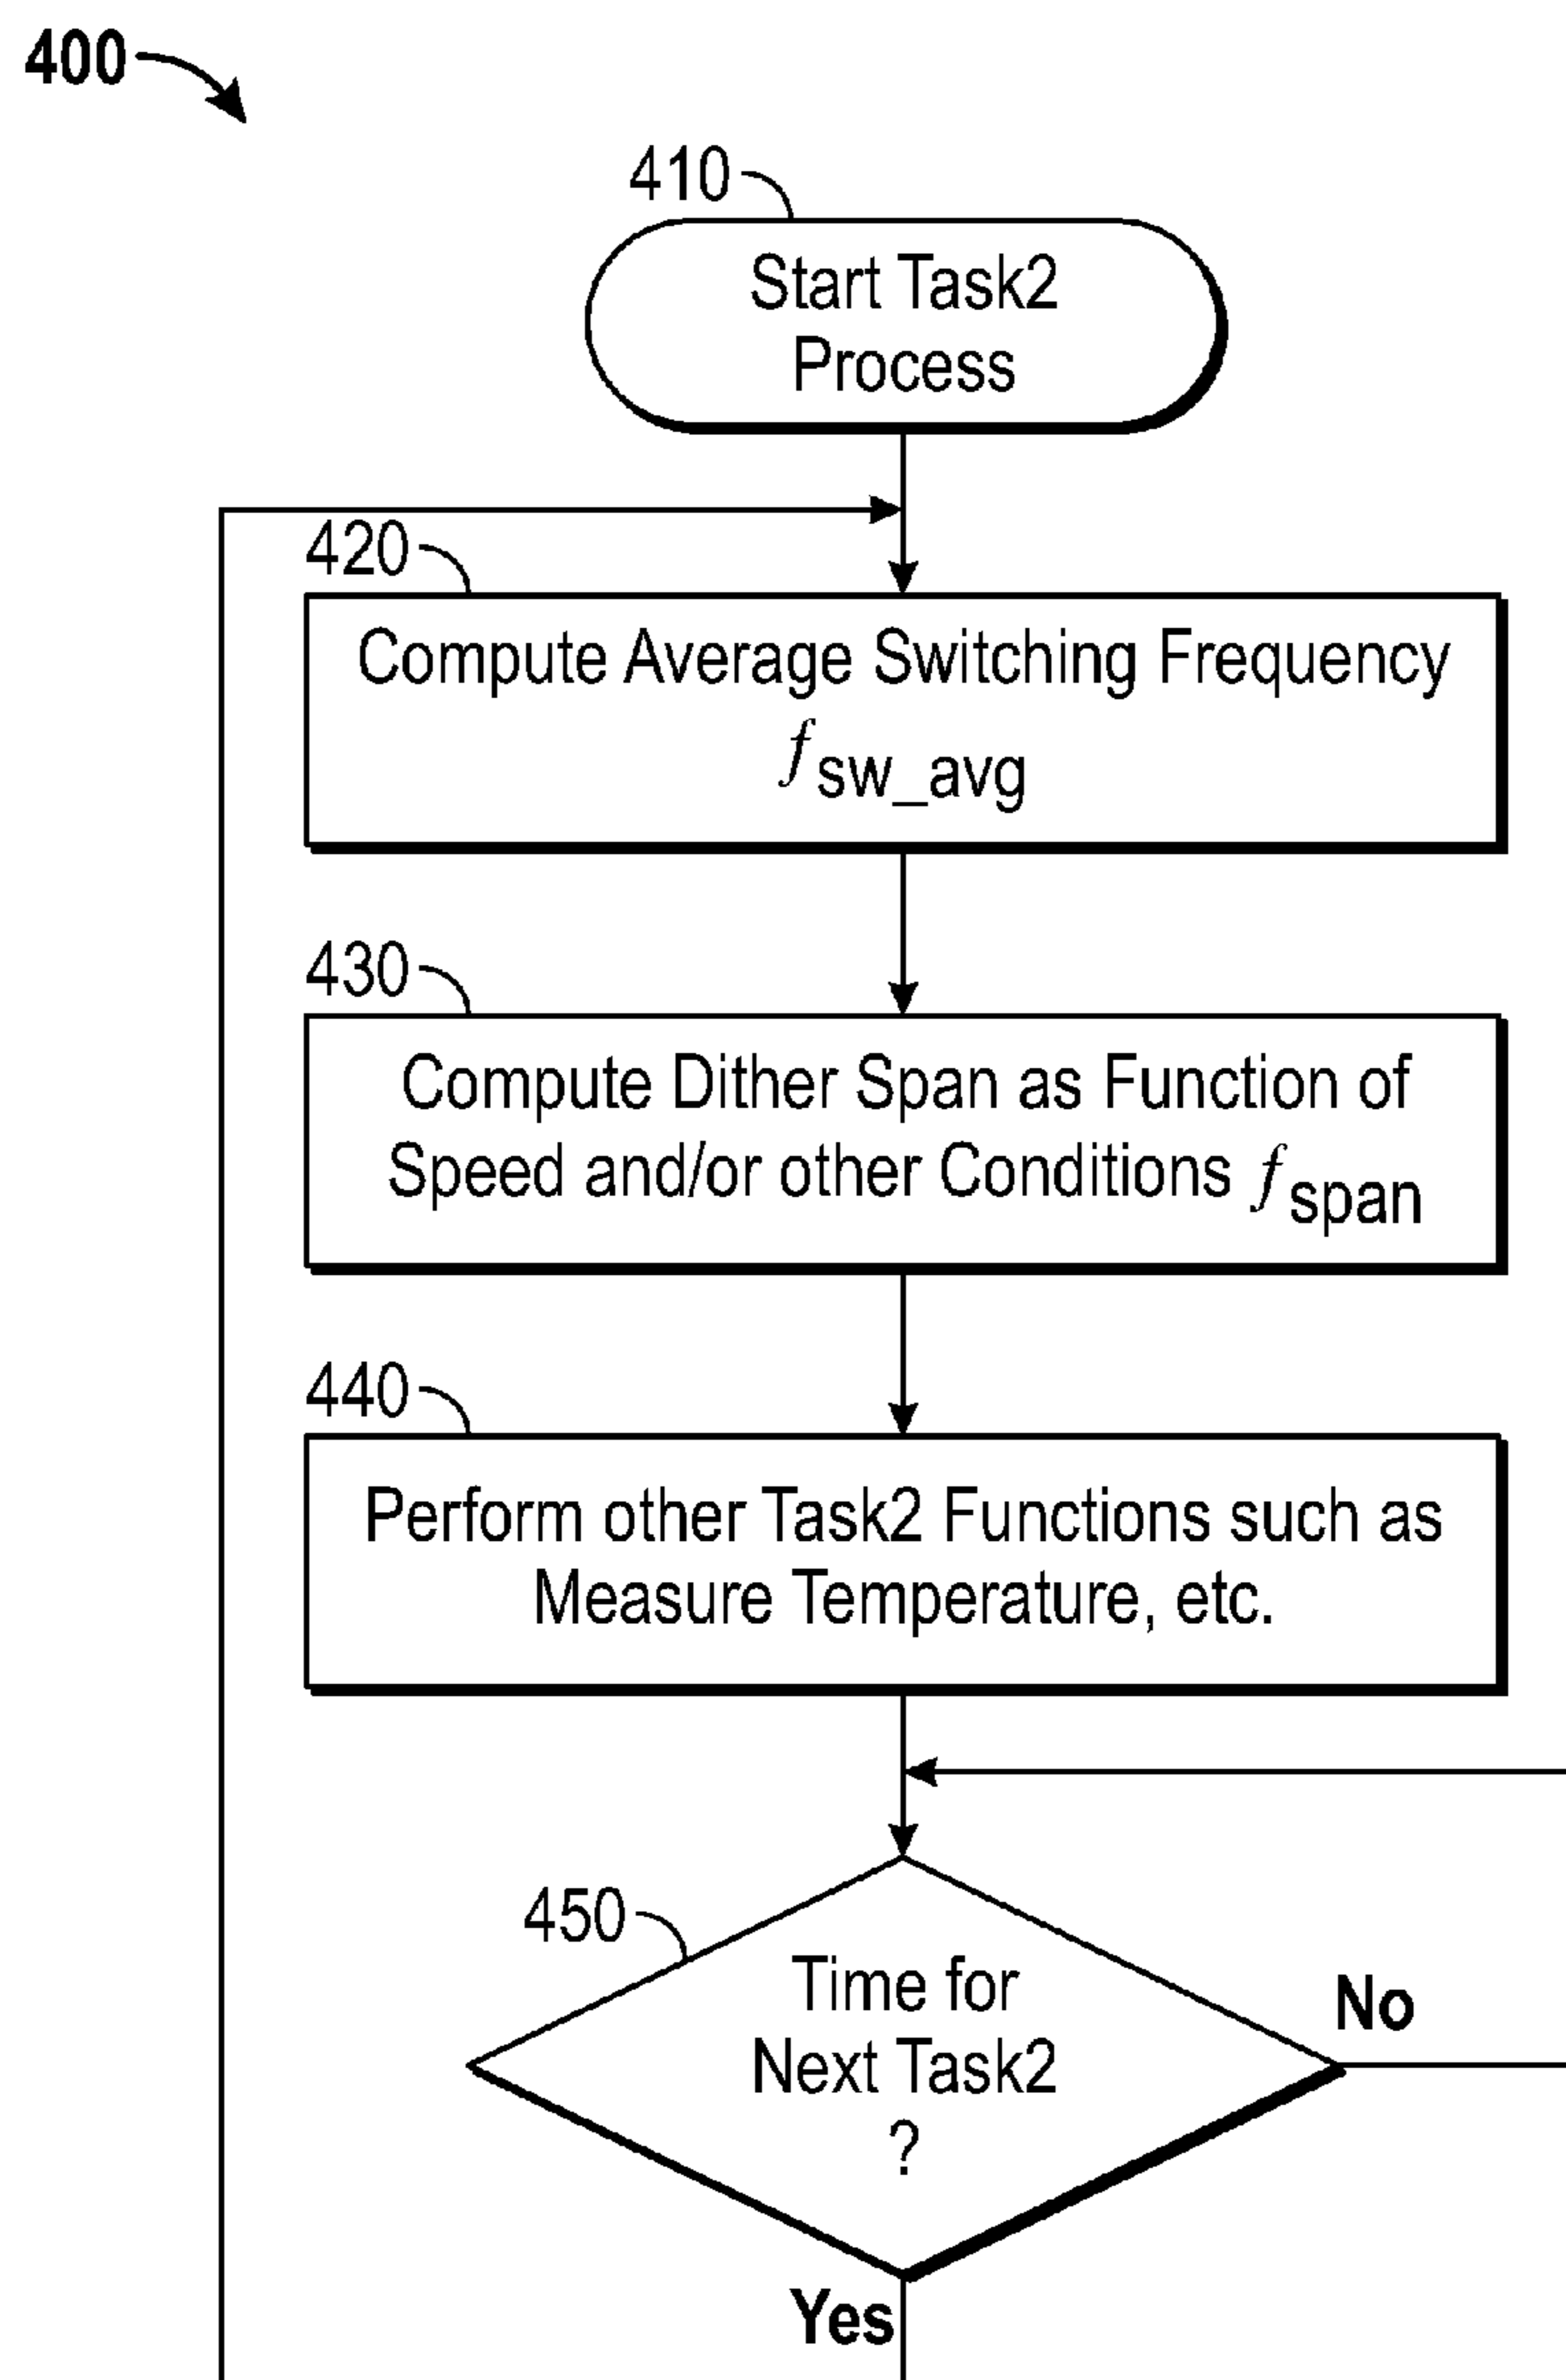 400
410
Start Task2
Process
420
Compute Average Switching Frequency
fsw_avg
430
Compute Dither Span as Function of
Speed and/or other Conditions fspan
440
Perform other Task2 Functions such as
Measure Temperature, etc.
450
Time for
Next Task2
?
No
Yes